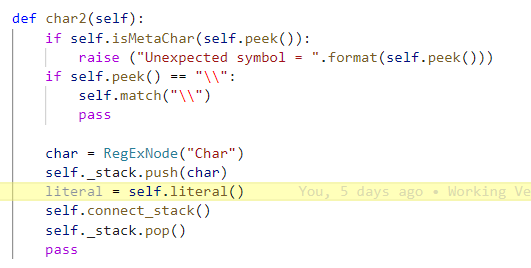 def char2(self):
    if self.isMetaChar(self.peek()):
        raise ("Unexpected symbol = ".format(self.peek()))
    if self.peek() == "\\":
        self.match("\\")
        pass
    char = RegExNode("Char")
    self._stack.push(char)
    literal = self.literal()        You, 5 days ago • Working Ve
    self.connect_stack()
    self._stack.pop()
    pass